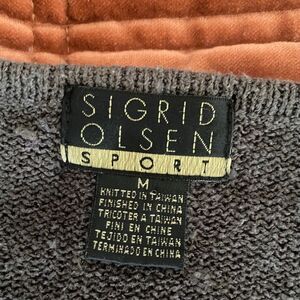 SIGRID
OLSEN
SPORT
M
KNITTED IN TAIWAN
FINISHED IN CHINA
TRICOTER A TAIWAN
FINI EN CHINE
TEJIDO EN TAIWAN
TERMINADO EN CHINA